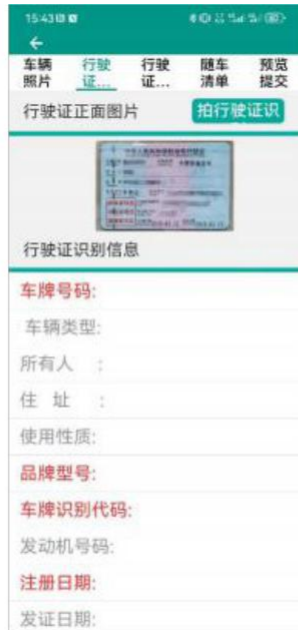 15:43
车辆 行驶 行驶 随车 预览
照片 证... 证... 清单 提交
行驶证正面图片 拍行驶证识
行驶证识别信息
车牌号码:
车辆类型:
所有人 :
住 址 :
使用性质:
品牌型号:
车牌识别代码:
发动机号码:
注册日期:
发证日期: